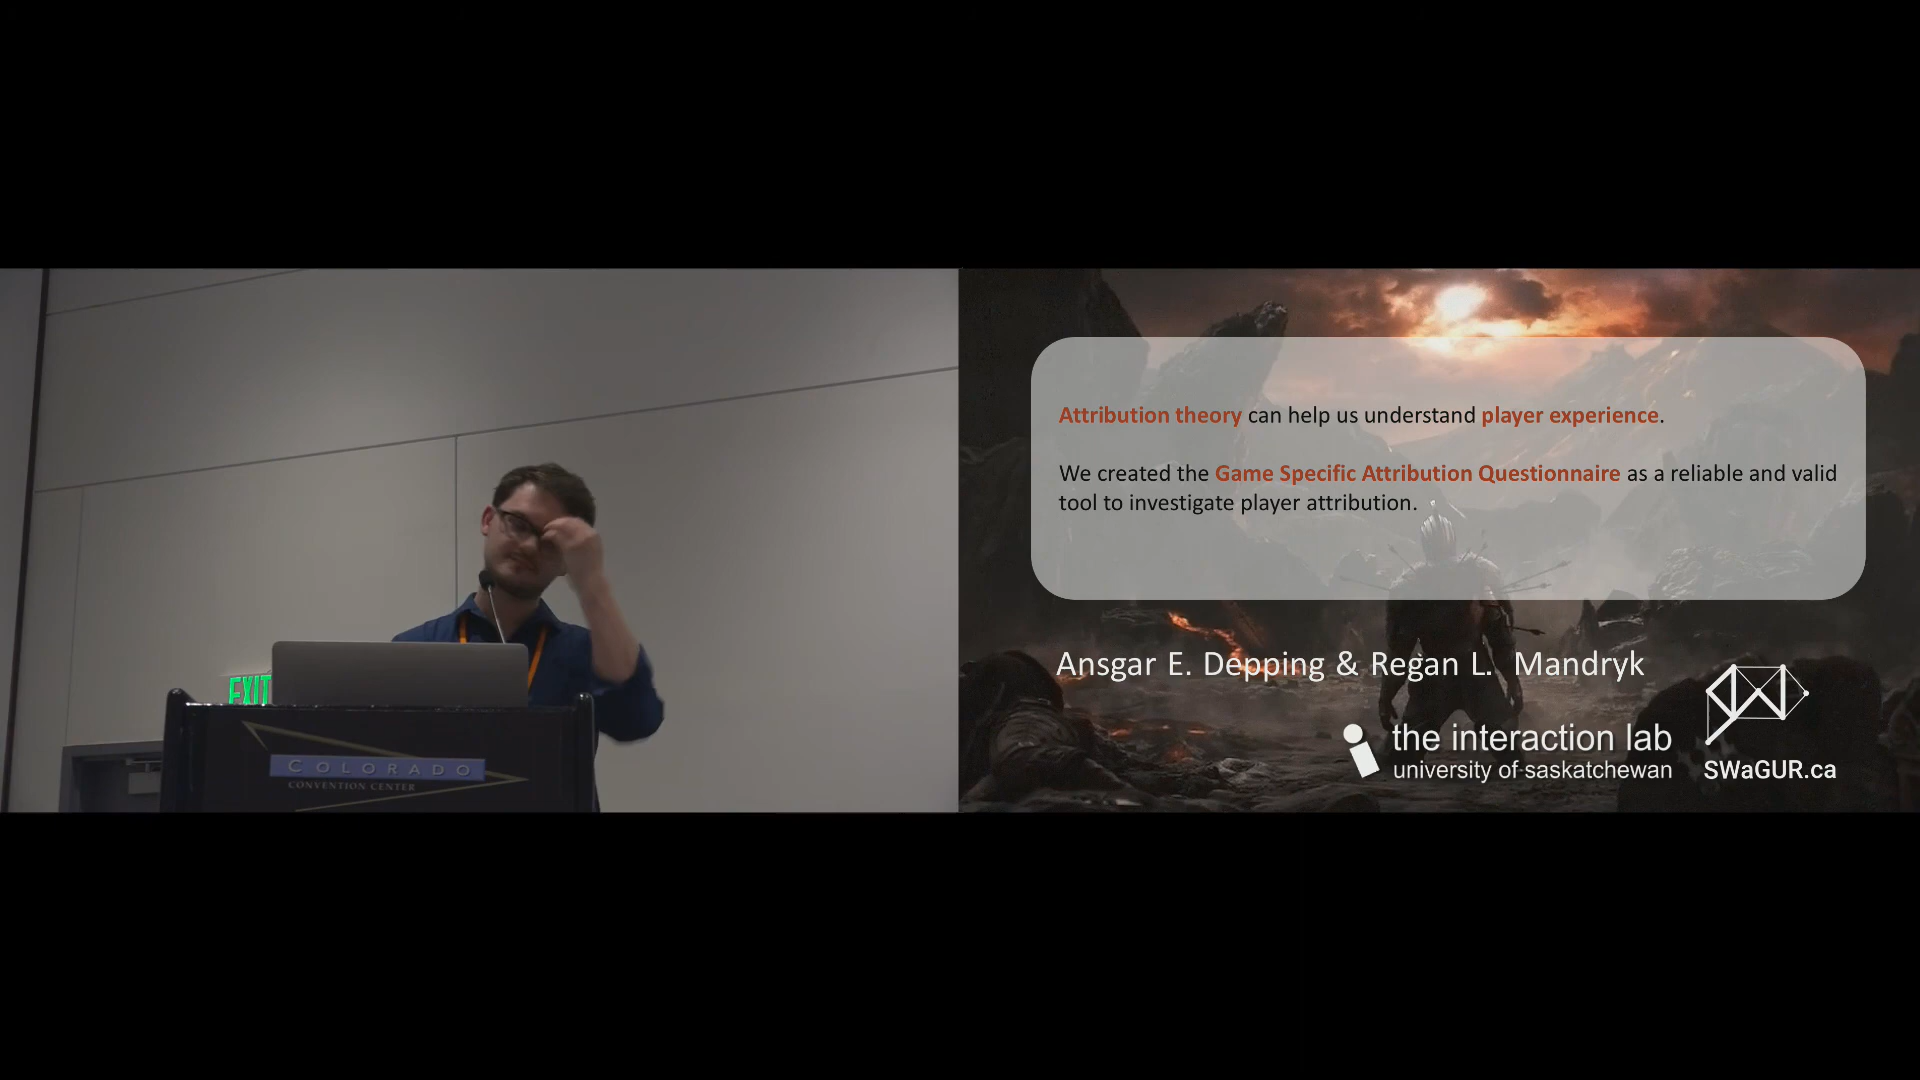 EXIT
COLORADO
CONVENTION CENTER
Attribution theory can help us understand player experience.
We created the Game Specific Attribution Questionnaire as a reliable and valid
tool to investigate player attribution.
Ansgar E. Depping & Regan L. Mandryk
the interaction lab
university of saskatchewan
SWaGUR.ca